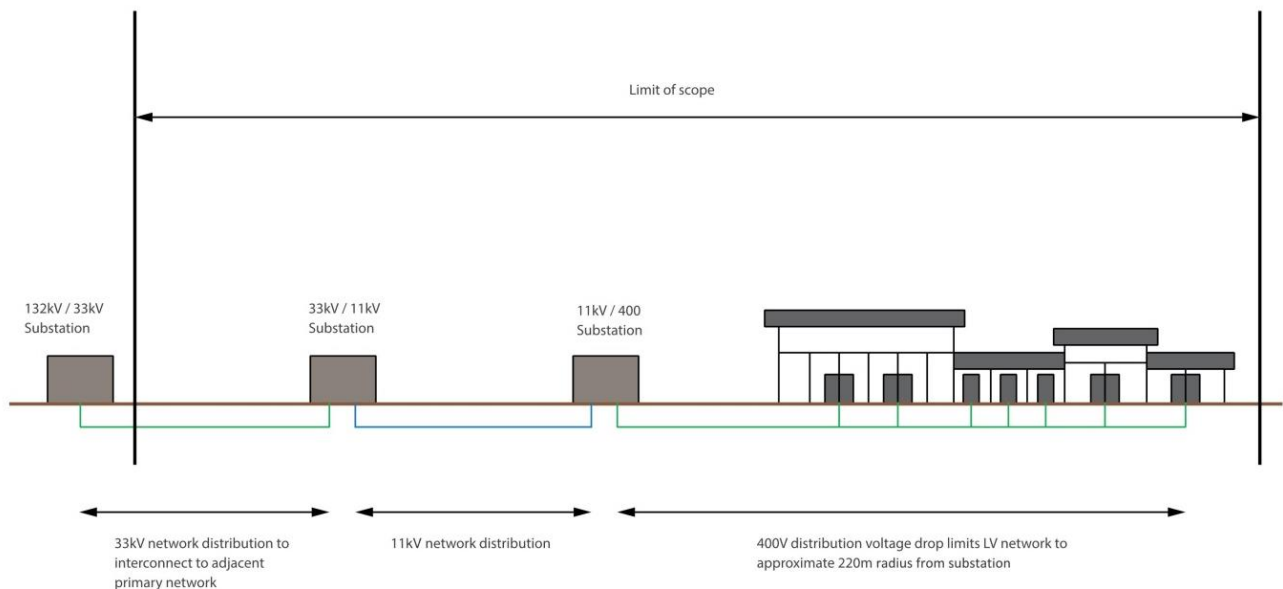 Limit of scope
132kV / 33kV
Substation
33kV / 11kV
Substation
11kV / 400
Substation
33kV network distribution to
interconnect to adjacent
primary network
11kV network distribution
400V distribution voltage drop limits LV network to
approximate 220m radius from substation